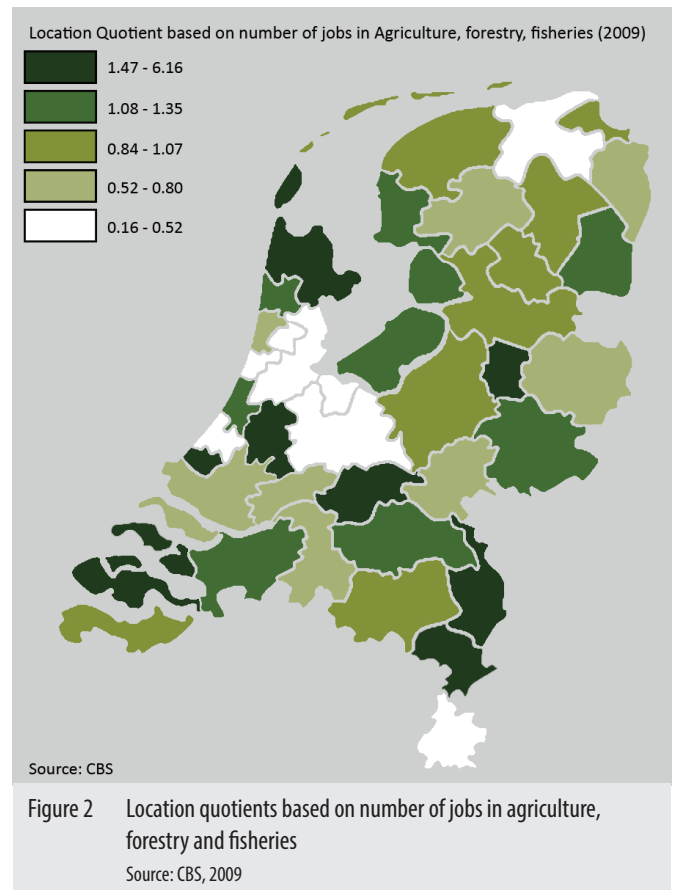 Location Quotient based on number of jobs in Agriculture, forestry, fisheries (2009)
1.47 - 6.16
1.08 - 1.35
0.84 - 1.07
0.52 - 0.80
0.16 - 0.52
Source: CBS
Figure 2 Location quotients based on number of jobs in agriculture,
forestry and fisheries
Source: CBS, 2009